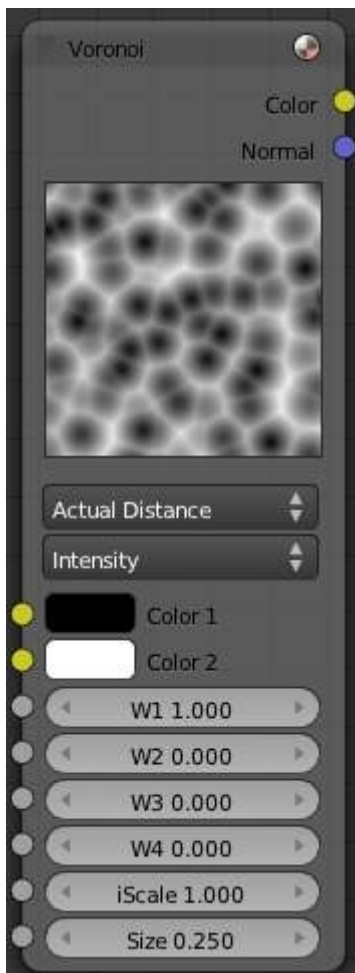 Voronoi
Color
Normal
Actual Distance
Intensity
Color 1
Color 2
W1 1.000
W2 0.000
W3 0.000
W4 0.000
iScale 1.000
Size 0.250